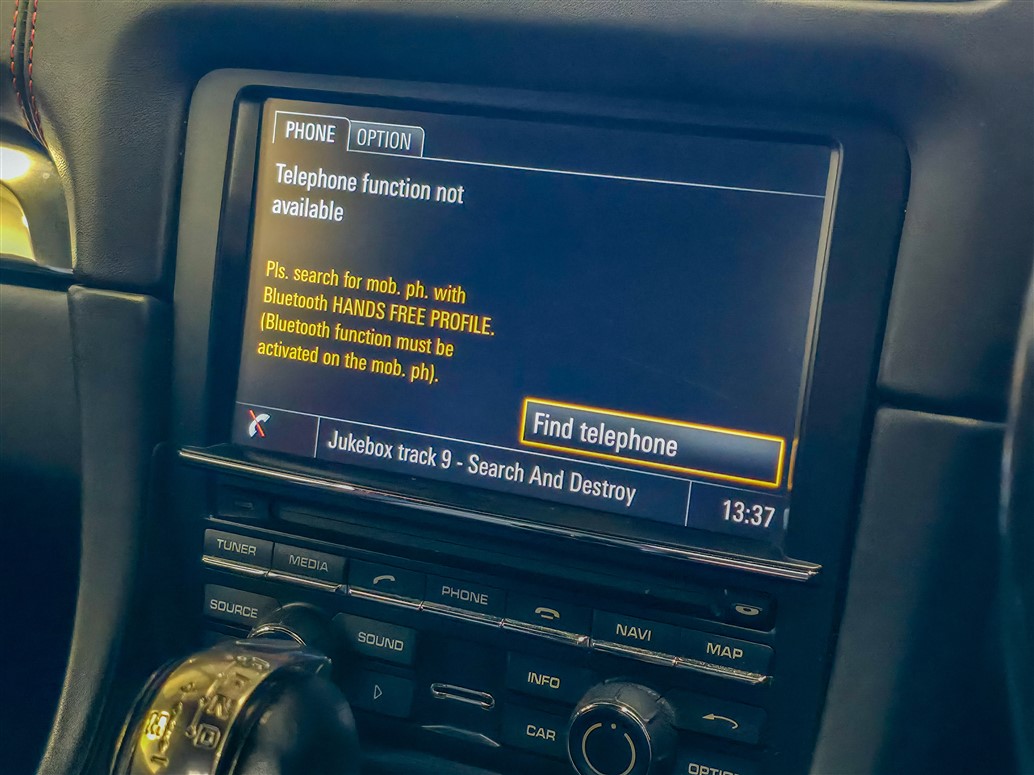 PHONE OPTION
Telephone function not
available
Pls. search for mob. ph. with
Bluetooth HANDS FREE PROFILE.
(Bluetooth function must be
activated on the mob. ph).
Find telephone
Jukebox track 9 - Search And Destroy
13:37
TUNER MEDIA PHONE NAVI MAP
SOURCE SOUND INFO
CAR
N
M D